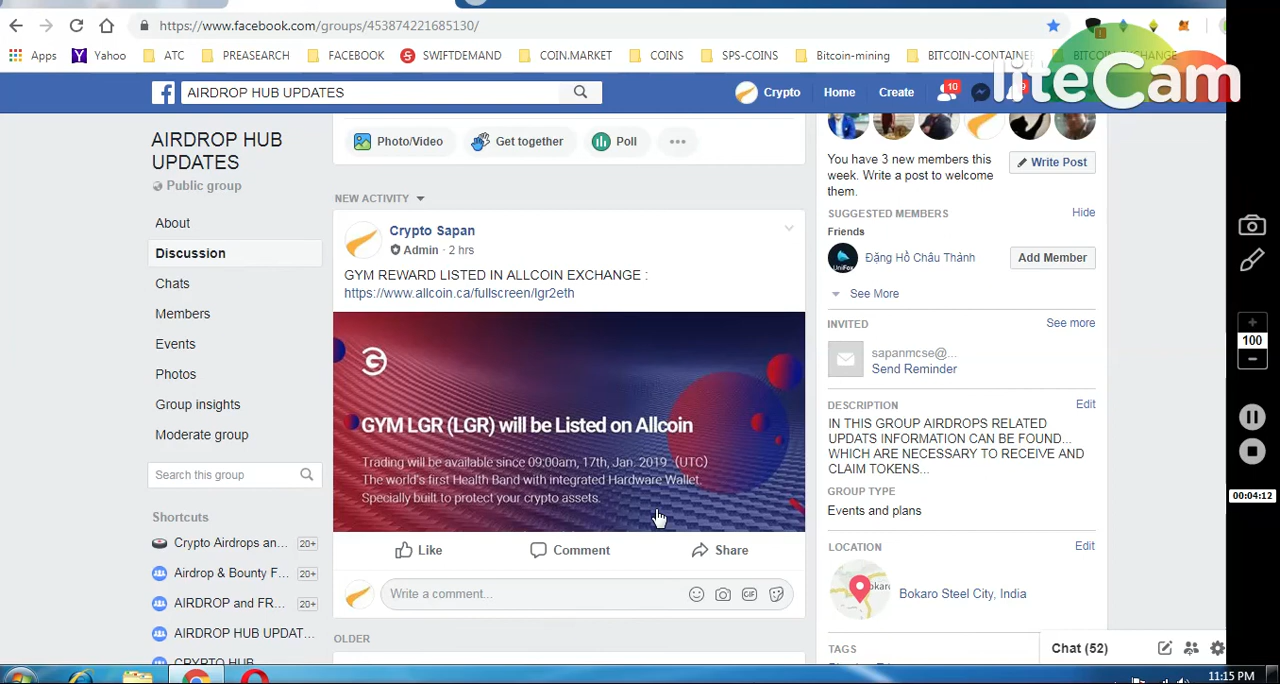 https://www.facebook.com/groups/453874221685130/
Apps Yahoo ATC PREASEARCH FACEBOOK SWIFTDEMAND COIN.MARKET COINS SPS-COINS Bitcoin-mining BITCOIN-CONTAINE
liteCam
AIRDROP HUB UPDATES
Crypto Home Create 10 9
AIRDROP HUB
UPDATES
Public group
About
Discussion
Chats
Members
Events
Photos
Group insights
Moderate group
Search this group
Shortcuts
Crypto Airdrops an... 20+
Airdrop & Bounty F... 20+
AIRDROP and FR... 20+
AIRDROP HUB UPDAT...
CRYPTO HUB
Photo/Video Get together Poll
NEW ACTIVITY
Crypto Sapan
Admin · 2 hrs
GYM REWARD LISTED IN ALLCOIN EXCHANGE :
https://www.allcoin.ca/fullscreen/lgr2eth
GYM LGR (LGR) will be Listed on Allcoin
Trading will be available since 09:00am, 17th, Jan. 2019 (UTC)
The world's first Health Band with integrated Hardware Wallet.
Specially built to protect your crypto assets.
Like Comment Share
Write a comment...
GIF
OLDER
You have 3 new members this
week. Write a post to welcome
them.
Write Post
SUGGESTED MEMBERS Hide
Friends
Đặng Hồ Châu Thành Add Member
UniFox
See More
INVITED See more
sapanmcse@...
Send Reminder
DESCRIPTION Edit
IN THIS GROUP AIRDROPS RELATED
UPDATS INFORMATION CAN BE FOUND...
WHICH ARE NECESSARY TO RECEIVE AND
CLAIM TOKENS...
GROUP TYPE
Events and plans
LOCATION Edit
Bokaro Steel City, India
TAGS
Chat (52)
100
00:04:12
11:15 PM